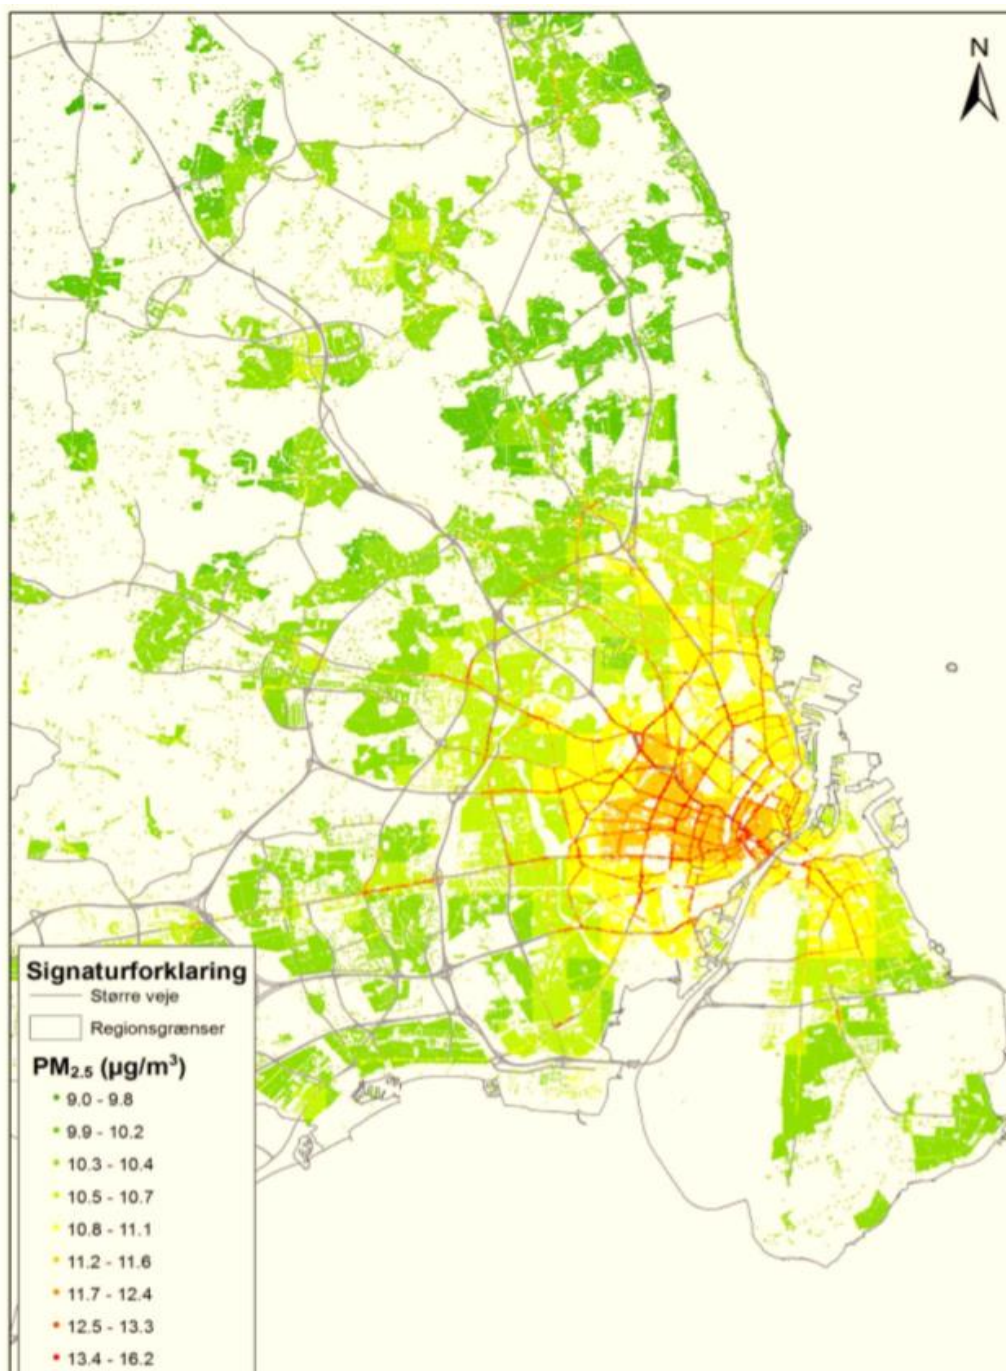 N
Signaturforklaring
Større veje
Regionsgrænser
PM₂.₅ (µg/m³)
9.0 - 9.8
9.9 - 10.2
10.3 - 10.4
10.5 - 10.7
10.8 - 11.1
11.2 - 11.6
11.7 - 12.4
12.5 - 13.3
13.4 - 16.2